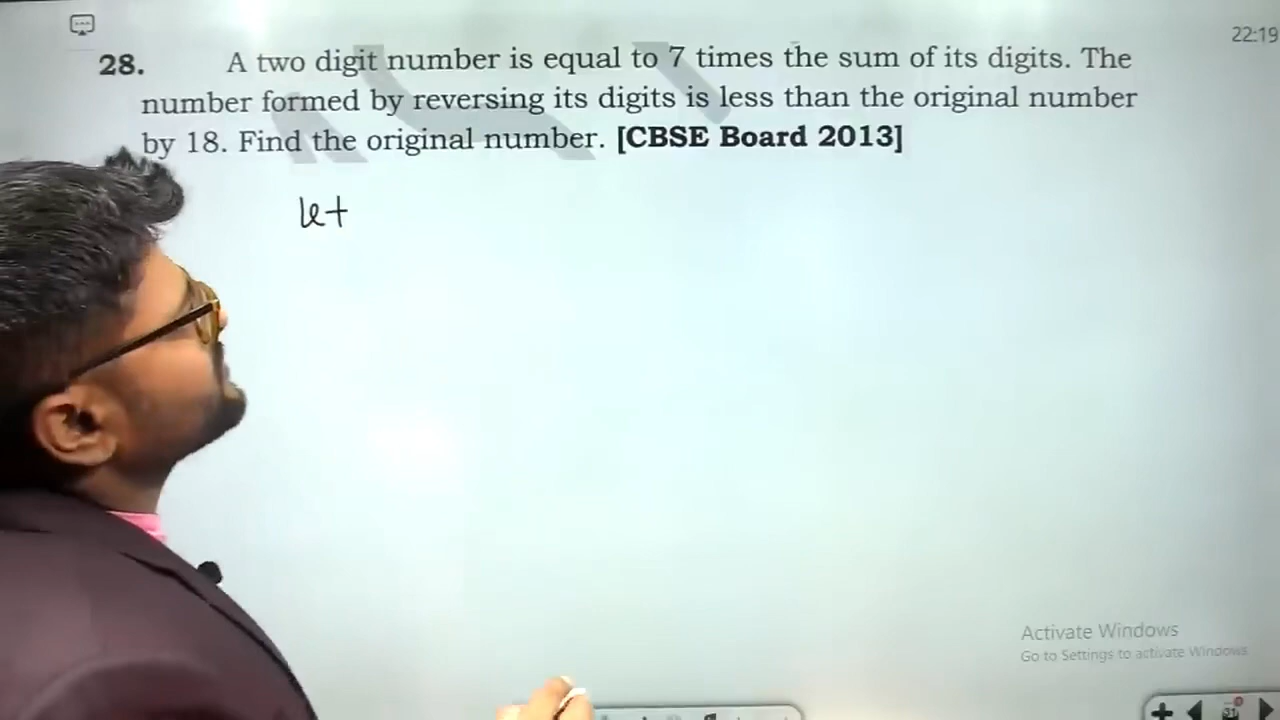 22:19
28. A two digit number is equal to 7 times the sum of its digits. The
number formed by reversing its digits is less than the original number
by 18. Find the original number. [CBSE Board 2013]
let
Activate Windows
Go to Settings to activate Windows.